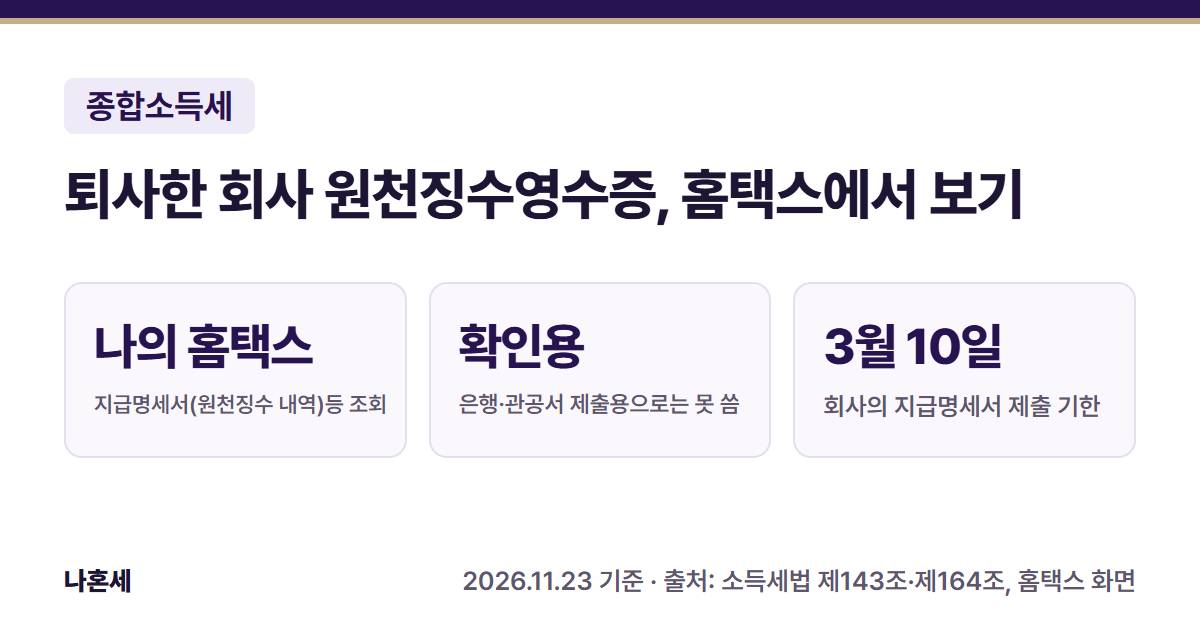 종합소득세
퇴사한 회사 원천징수영수증, 홈택스에서 보기
나의 홈택스
지급명세서(원천징수 내역)등 조회
확인용
은행·관공서 제출용으로는 못 씀
3월 10일
회사의 지급명세서 제출 기한
나혼세
2026.11.23 기준 · 출처: 소득세법 제143조·제164조, 홈택스 화면